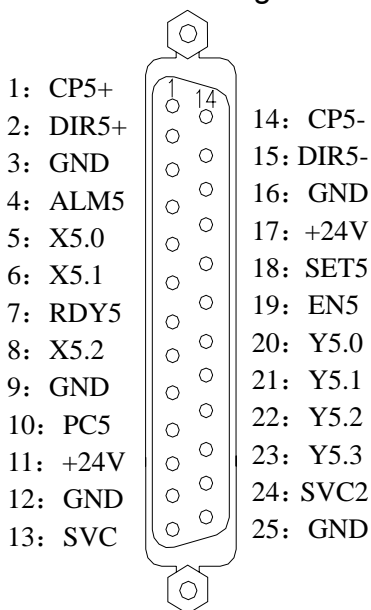 1 14
1: CP5+
2: DIR5+
3: GND
4: ALM5
5: X5.0
6: X5.1
7: RDY5
8: X5.2
9: GND
10: PC5
11: +24V
12: GND
13: SVC
14: CP5-
15: DIR5-
16: GND
17: +24V
18: SET5
19: EN5
20: Y5.0
21: Y5.1
22: Y5.2
23: Y5.3
24: SVC2
25: GND